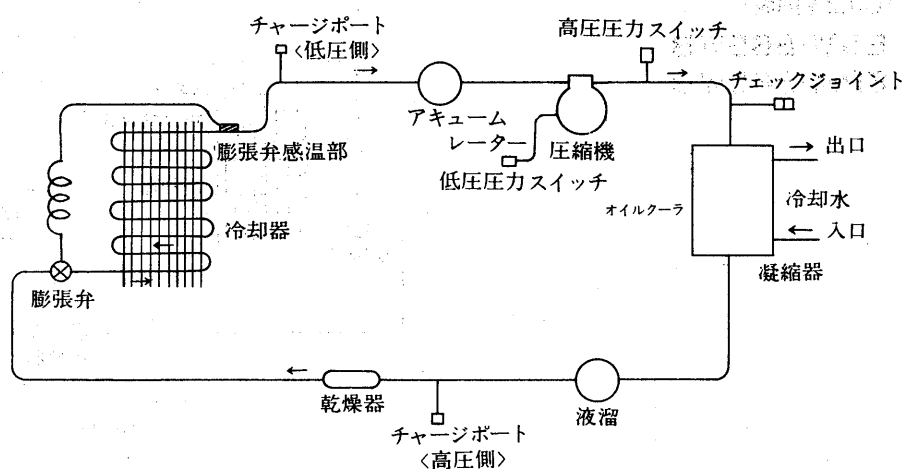 チャージポート
〈低圧側〉
高圧圧力スイッチ
チェックジョイント
アキューム
レーター
圧縮機
低圧圧力スイッチ
膨張弁感温部
冷却器
膨張弁
オイルクーラ
出口
冷却水
入口
凝縮器
乾燥器
チャージポート
〈高圧側〉
液溜